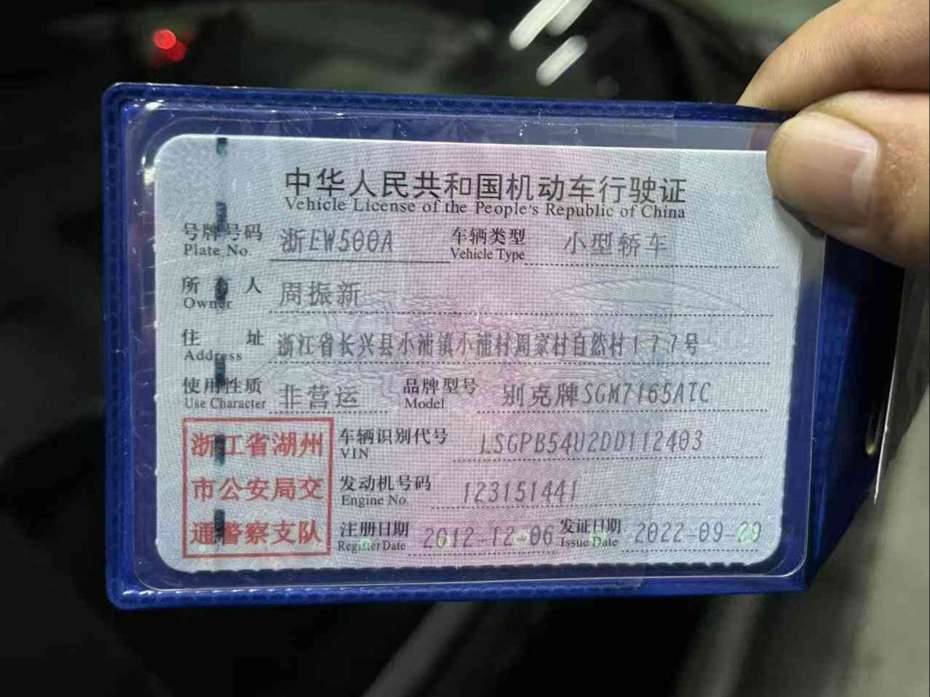 中华人民共和国机动车行驶证
Vehicle License of the People's Republic of China
号牌号码 浙EW500A 车辆类型 小型轿车
Plate No. Vehicle Type
所有人 周振新
Owner
住址 浙江省长兴县小浦镇小浦村周家村自然村177号
Address
使用性质 非营运 品牌型号 别克牌SGM7165ATC
Use Character Model
浙江省湖州
市公安局交
通警察支队
车辆识别代号 LSGPB54U2DD112403
VIN
发动机号码 123151441
Engine No.
注册日期 2012-12-06 发证日期 2022-09-20
Register Date Issue Date